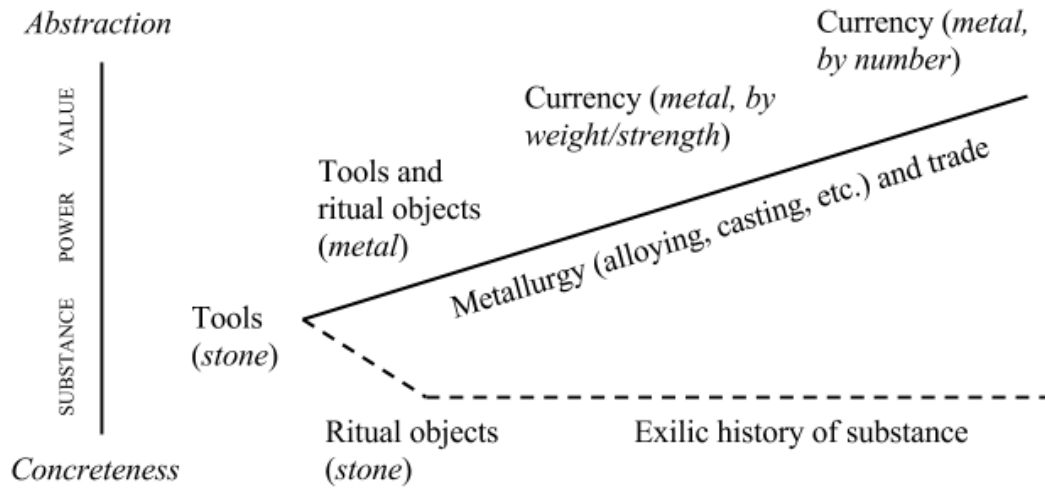 Abstraction
Currency (metal,
by number)
VALUE
Currency (metal, by
weight/strength)
Tools and
ritual objects
(metal)
POWER
Metallurgy (alloying, casting, etc.) and trade
Tools
(stone)
SUBSTANCE
Ritual objects
(stone)
Exilic history of substance
Concreteness